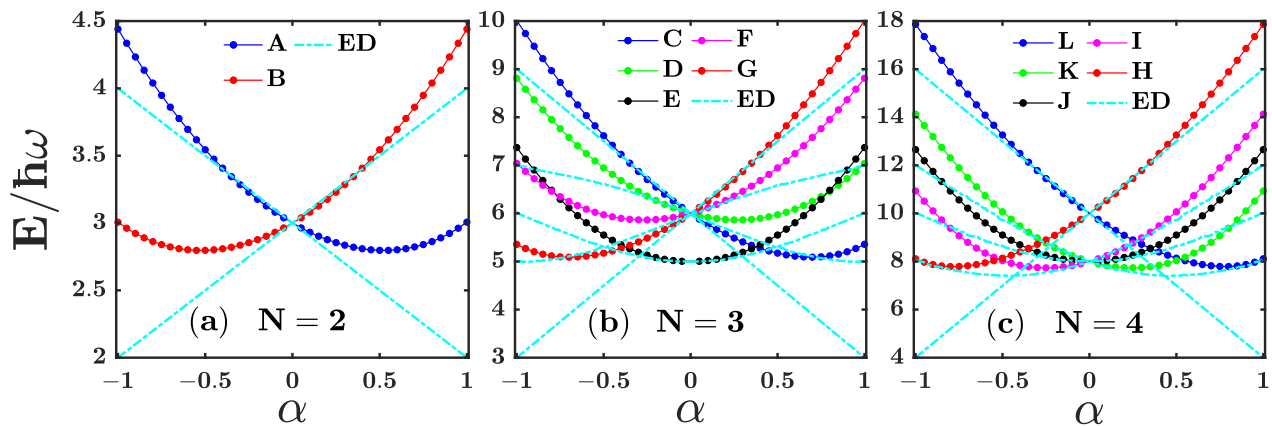 E/ħω
4.5
4
3.5
3
2.5
2
A ED
B
(a) N = 2
−1 −0.5 0 0.5 1
α
10
9
8
7
6
5
4
3
C F
D G
E ED
(b) N = 3
−1 −0.5 0 0.5 1
α
18
16
14
12
10
8
6
4
L I
K H
J ED
(c) N = 4
−1 −0.5 0 0.5 1
α